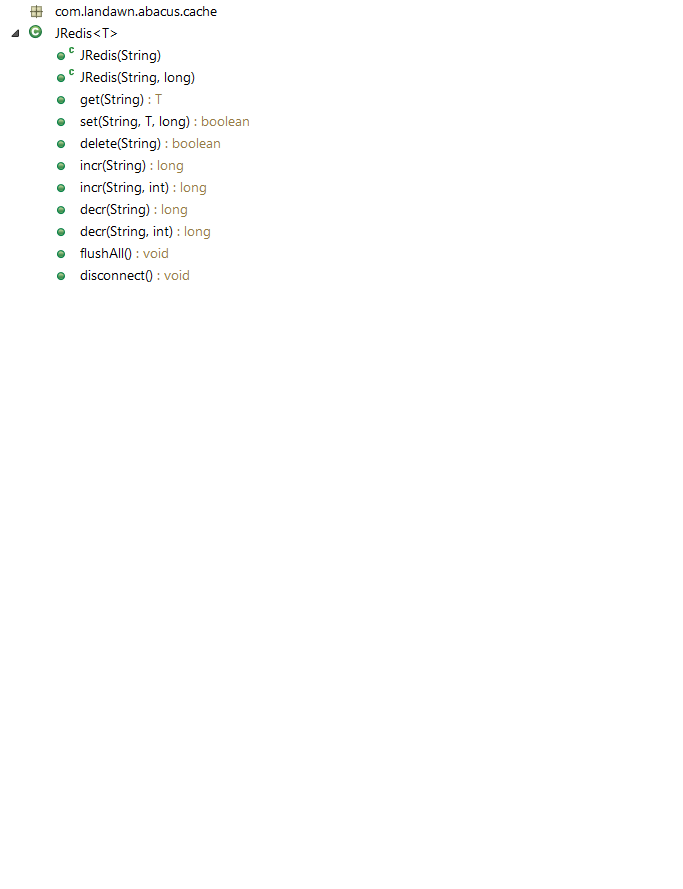 com.landawn.abacus.cache
C JRedis<T>
C JRedis(String)
C JRedis(String, long)
get(String) : T
set(String, T, long) : boolean
delete(String) : boolean
incr(String) : long
incr(String, int) : long
decr(String) : long
decr(String, int) : long
flushAll() : void
disconnect() : void